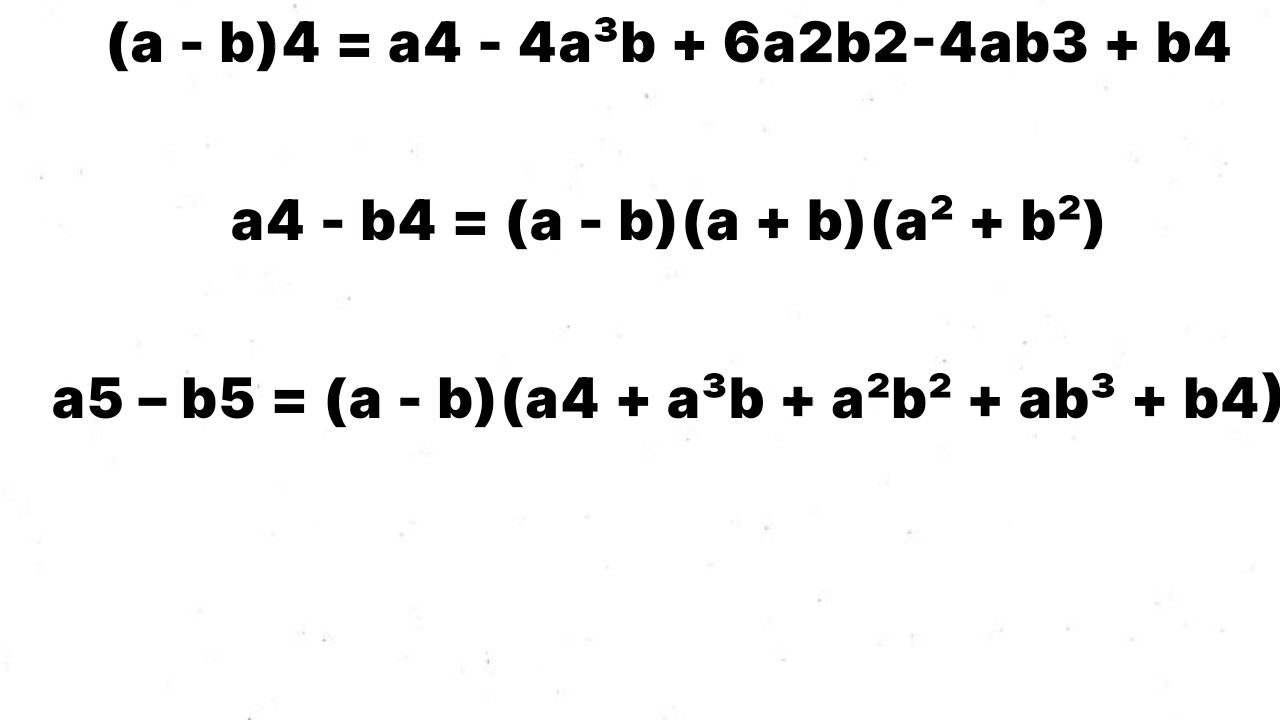 (a - b)4 = a4 - 4a³b + 6a2b2-4ab3 + b4
a4 - b4 = (a - b)(a + b)(a² + b²)
a5 – b5 = (a - b)(a4 + a³b + a²b² + ab³ + b4)